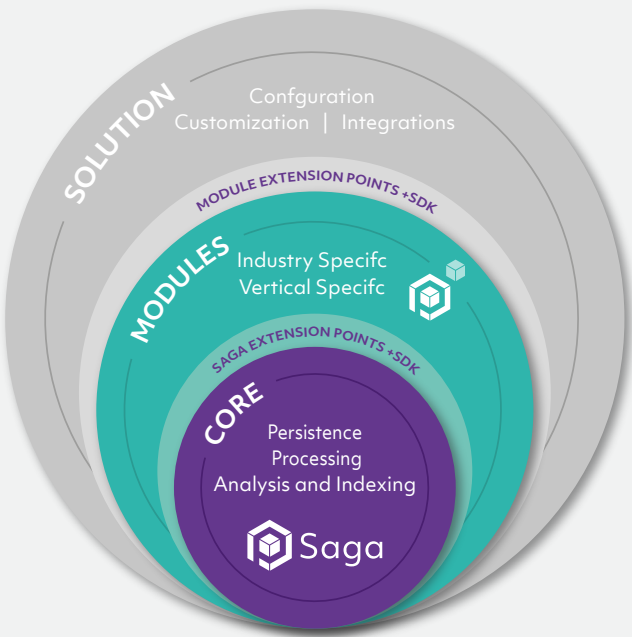 SOLUTION
Confguration
Customization | Integrations
MODULE EXTENSION POINTS +SDK
MODULES
Industry Specifc
Vertical Specifc
SAGA EXTENSION POINTS +SDK
CORE
Persistence
Processing
Analysis and Indexing
Saga